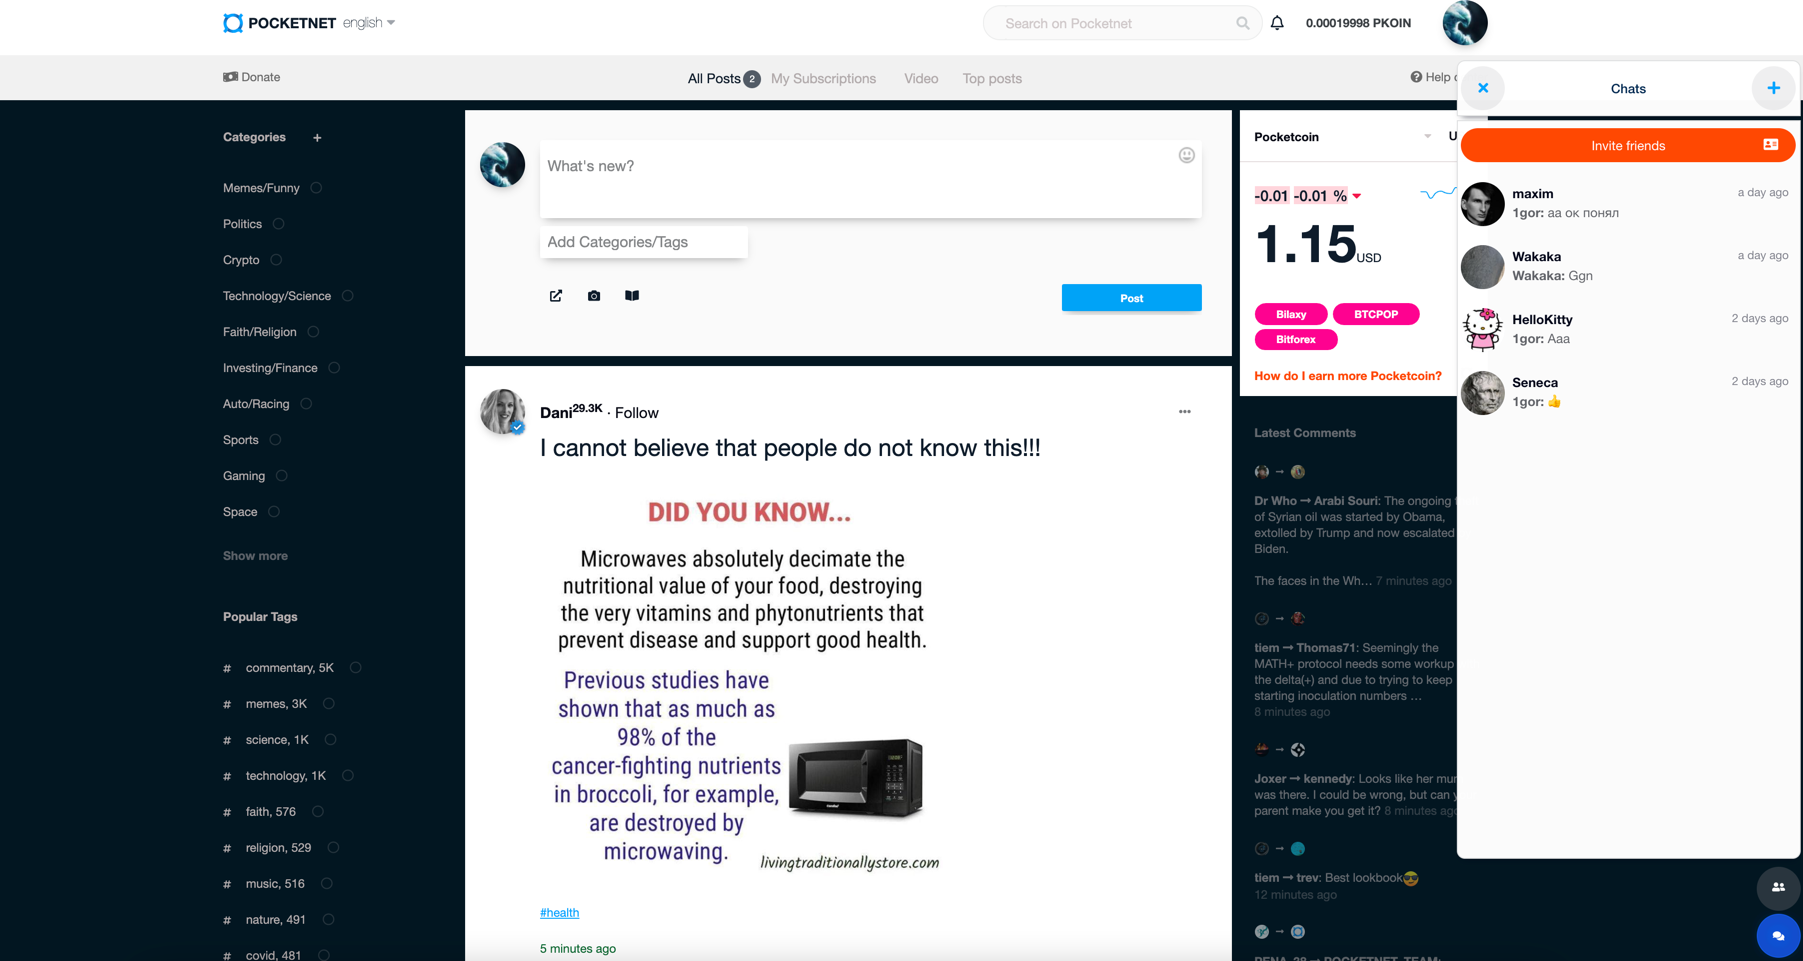 POCKETNET english
Search on Pocketnet
0.00019998 PKOIN
Donate
All Posts 2 My Subscriptions Video Top posts
Help
Categories +
Memes/Funny
Politics
Crypto
Technology/Science
Faith/Religion
Investing/Finance
Auto/Racing
Sports
Gaming
Space
Show more
Popular Tags
# commentary, 5K
# memes, 3K
# science, 1K
# technology, 1K
# faith, 576
# religion, 529
# music, 516
# nature, 491
# covid, 481
What's new?
Add Categories/Tags
Post
Dani 29.3K · Follow
I cannot believe that people do not know this!!!
DID YOU KNOW...
Microwaves absolutely decimate the
nutritional value of your food, destroying
the very vitamins and phytonutrients that
prevent disease and support good health.
Previous studies have
shown that as much as
98% of the
cancer-fighting nutrients
in broccoli, for example,
are destroyed by
microwaving.
livingtraditionallystore.com
#health
5 minutes ago
Pocketcoin
U
-0.01 -0.01 %
1.15 USD
Bilaxy BTCPOP
Bitforex
How do I earn more Pocketcoin?
Latest Comments
Dr Who → Arabi Souri: The ongoing
of Syrian oil was started by Obama,
extolled by Trump and now escalated
Biden.
The faces in the Wh... 7 minutes ago
tiem → Thomas71: Seemingly the
MATH+ protocol needs some workup
the delta(+) and due to trying to keep
starting inoculation numbers ...
8 minutes ago
Joxer → kennedy: Looks like her mur
was there. I could be wrong, but can y
parent make you get it? 8 minutes ago
tiem → trev: Best lookbook😎
12 minutes ago
PENA_38 → POCKETNET_TEAM:
Chats
Invite friends
maxim a day ago
1gor: аа ок понял
Wakaka a day ago
Wakaka: Ggn
HelloKitty 2 days ago
1gor: Aaa
Seneca 2 days ago
1gor: 👍